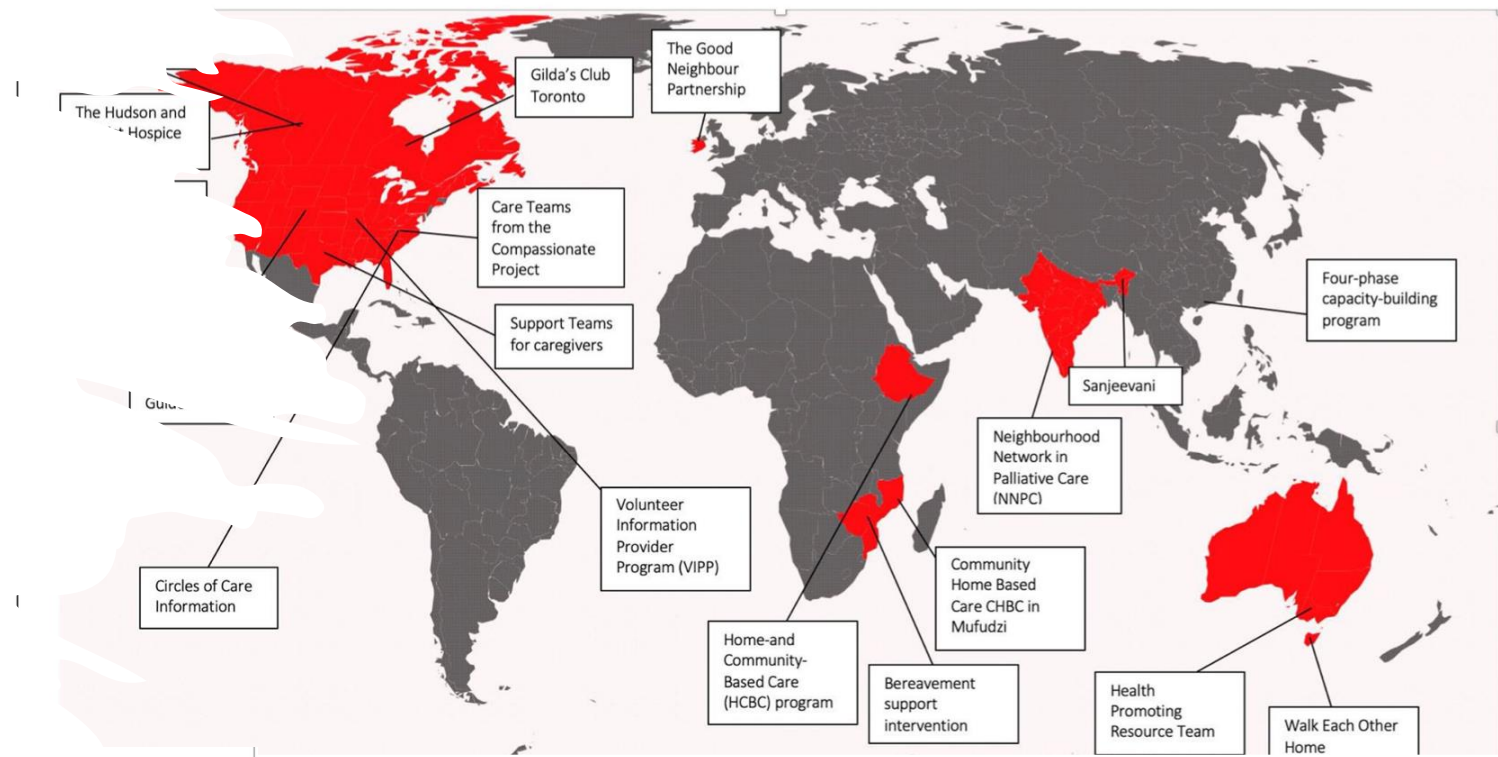 The Good
Neighbour
Partnership
Gilda's Club
Toronto
The Hudson and
Hospice
Care Teams
from the
Compassionate
Project
Support Teams
for caregivers
Four-phase
capacity-building
program
Sanjeevani
Neighbourhood
Network in
Palliative Care
(NNPC)
Volunteer
Information
Provider
Program (VIPP)
Circles of Care
Information
Community
Home Based
Care CHBC in
Mufudzi
Home-and
Community-
Based Care
(HCBC) program
Bereavement
support
intervention
Health
Promoting
Resource Team
Walk Each Other
Home